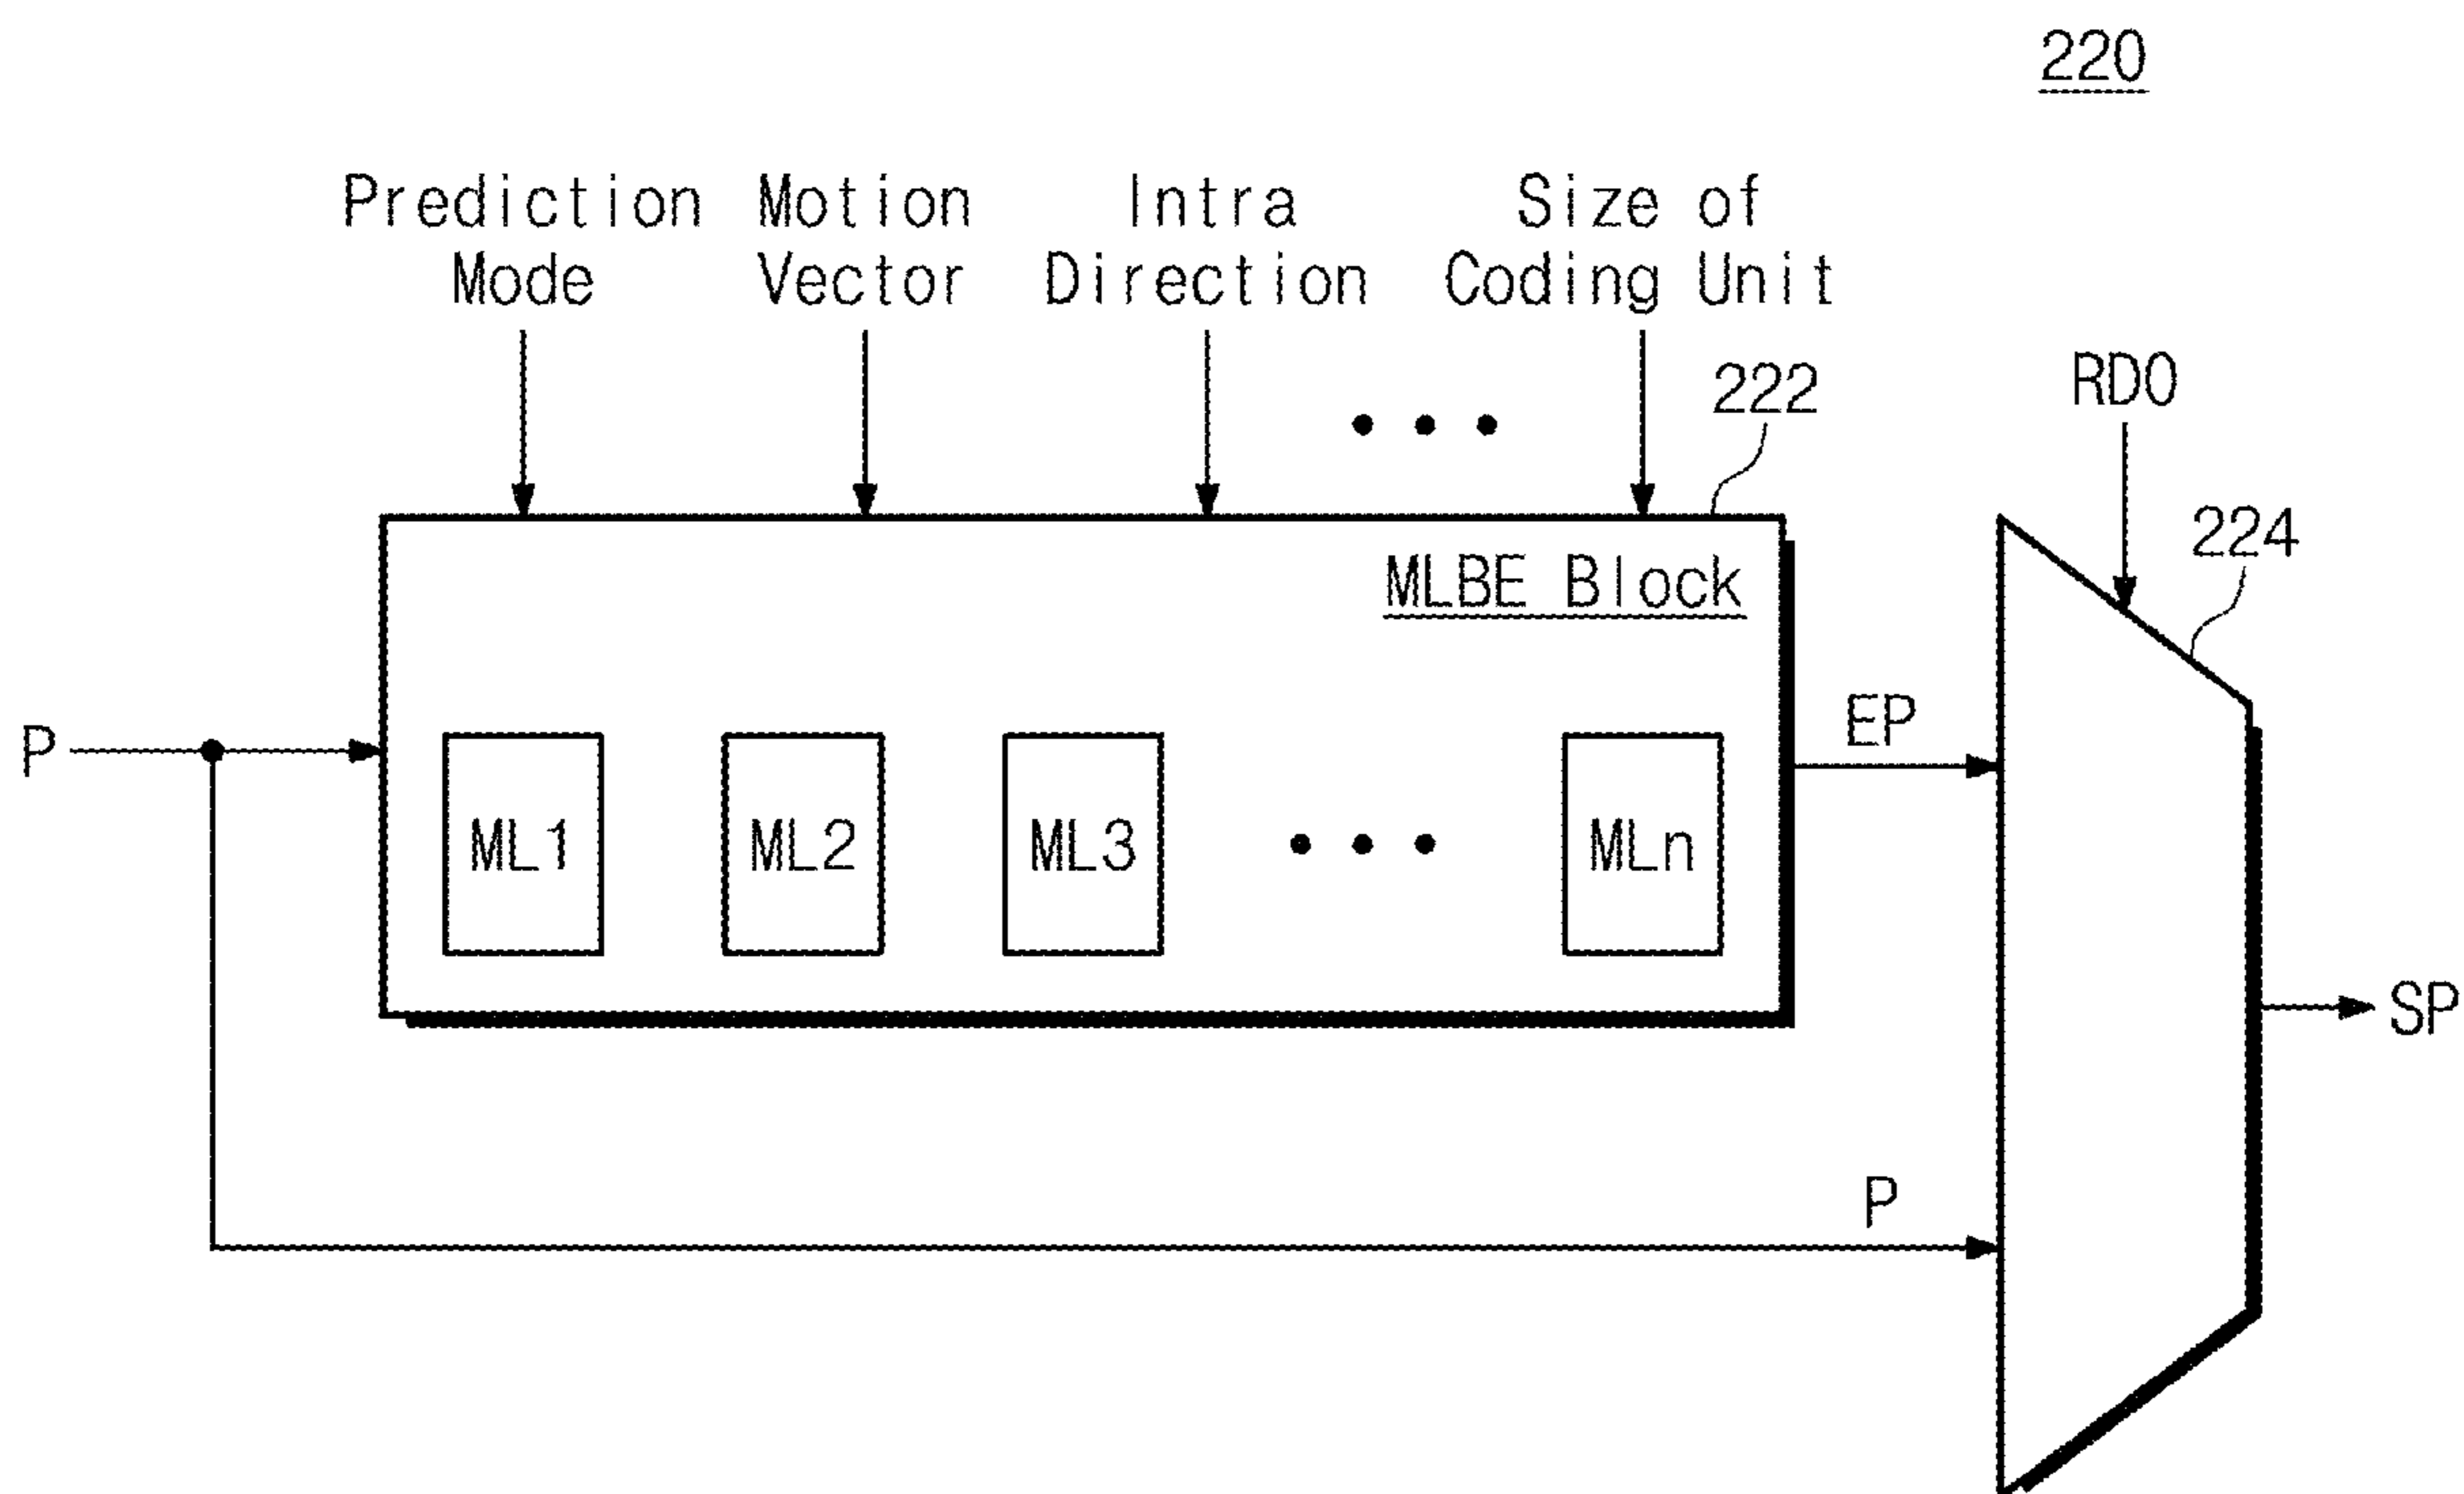 220
Prediction Mode
Motion Vector
Intra Direction
Size of Coding Unit
222
RDO
224
MLBE Block
P
ML1
ML2
ML3
MLn
EP
SP
P